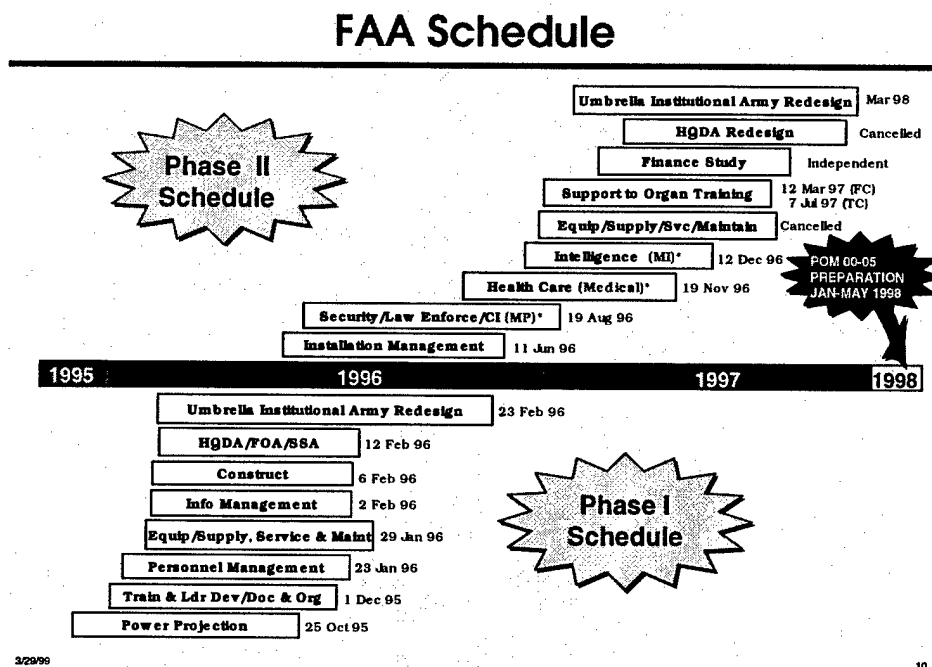 FAA Schedule
Phase II
Schedule
Umbrella Institutional Army Redesign Mar 98
HQDA Redesign Cancelled
Finance Study Independent
Support to Organ Training 12 Mar 97 (FC)
7 Jul 97 (TC)
Equip/Supply/Svc/Maintain Cancelled
Intelligence (MI)* 12 Dec 96
POM 00-05
PREPARATION
JAN-MAY 1998
Health Care (Medical)* 19 Nov 96
Security/Law Enforce/CI (MP)* 19 Aug 96
Installation Management 11 Jun 96
1995 1996 1997 1998
Umbrella Institutional Army Redesign 23 Feb 96
HQDA/FOA/SSA 12 Feb 96
Construct 6 Feb 96
Info Management 2 Feb 96
Equip/Supply, Service & Maint 29 Jan 96
Personnel Management 23 Jan 96
Train & Ldr Dev/Doc & Org 1 Dec 95
Power Projection 25 Oct 95
Phase I
Schedule
3/29/99
10